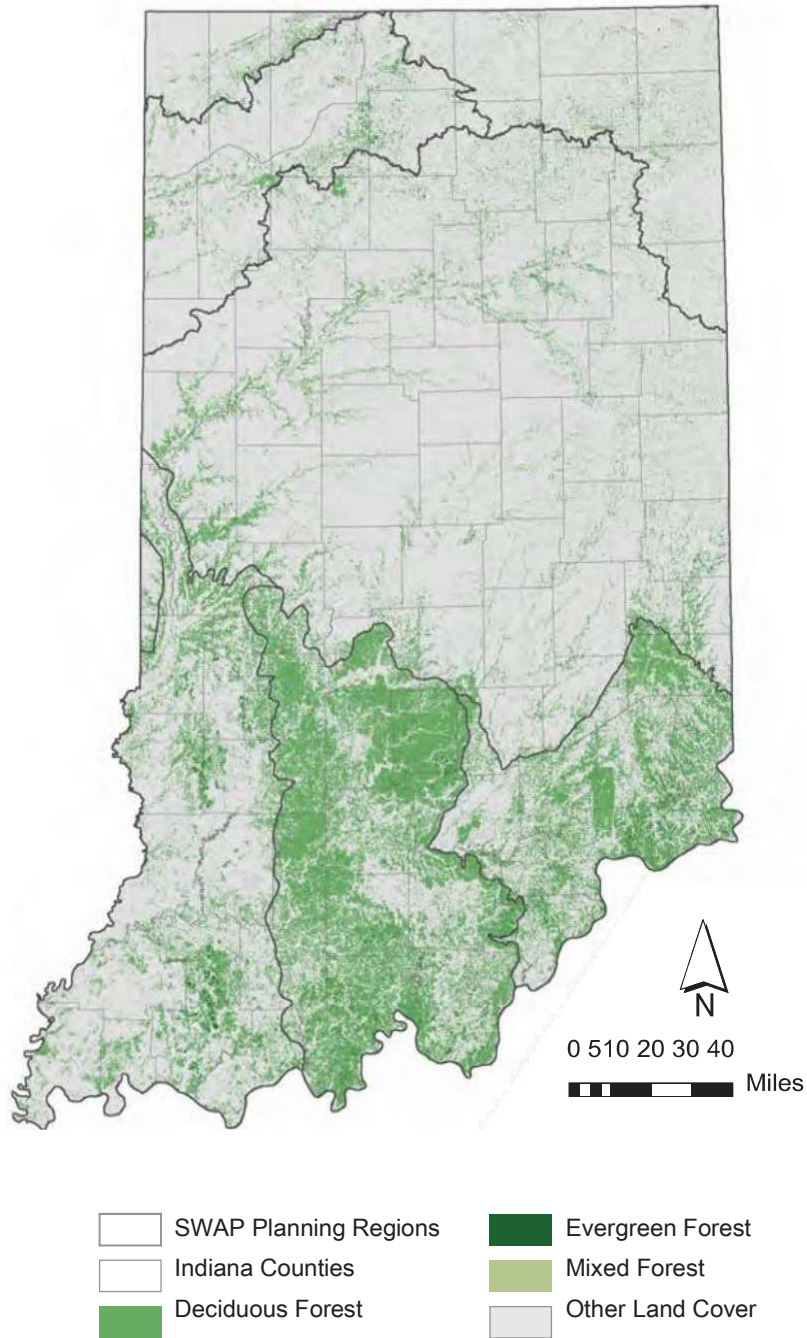 N
0 510 20 30 40
Miles
SWAP Planning Regions
Indiana Counties
Deciduous Forest
Evergreen Forest
Mixed Forest
Other Land Cover